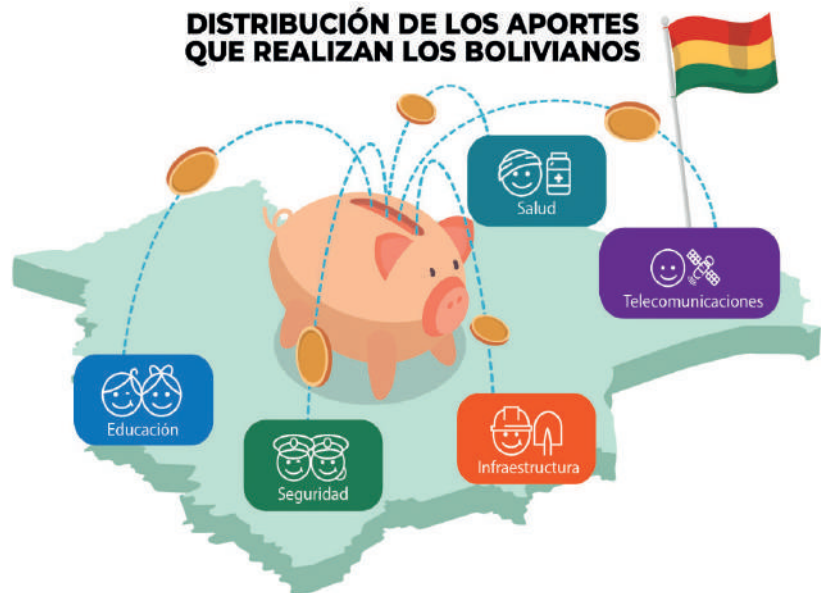 DISTRIBUCIÓN DE LOS APORTES
QUE REALIZAN LOS BOLIVIANOS
Salud
Telecomunicaciones
Educación
Seguridad
Infraestructura